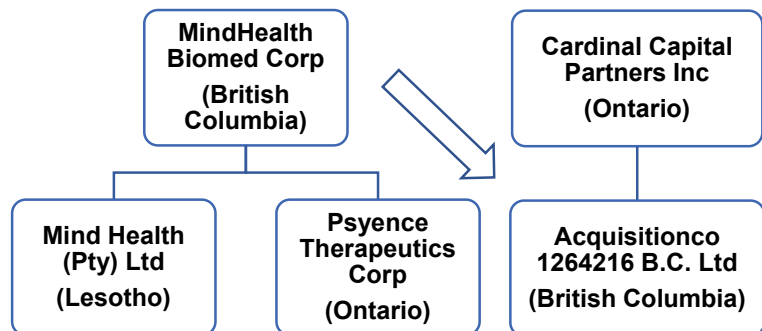 MindHealth
Biomed Corp
(British
Columbia)
Cardinal Capital
Partners Inc
(Ontario)
Mind Health
(Pty) Ltd
(Lesotho)
Psyence
Therapeutics
Corp
(Ontario)
Acquisitionco
1264216 B.C. Ltd
(British Columbia)